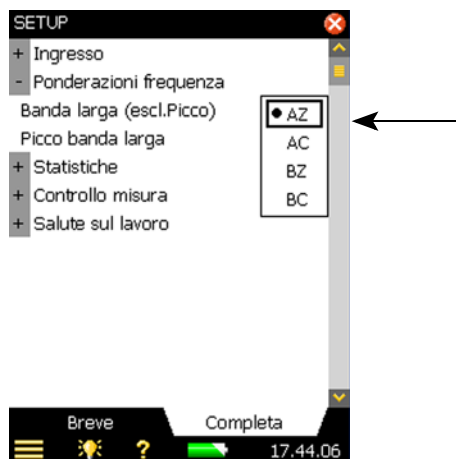 SETUP
+ Ingresso
- Ponderazioni frequenza
Banda larga (escl.Picco)
AZ
Picco banda larga
AC
+ Statistiche
BZ
+ Controllo misura
BC
+ Salute sul lavoro
Breve
Completa
?
17.44.06